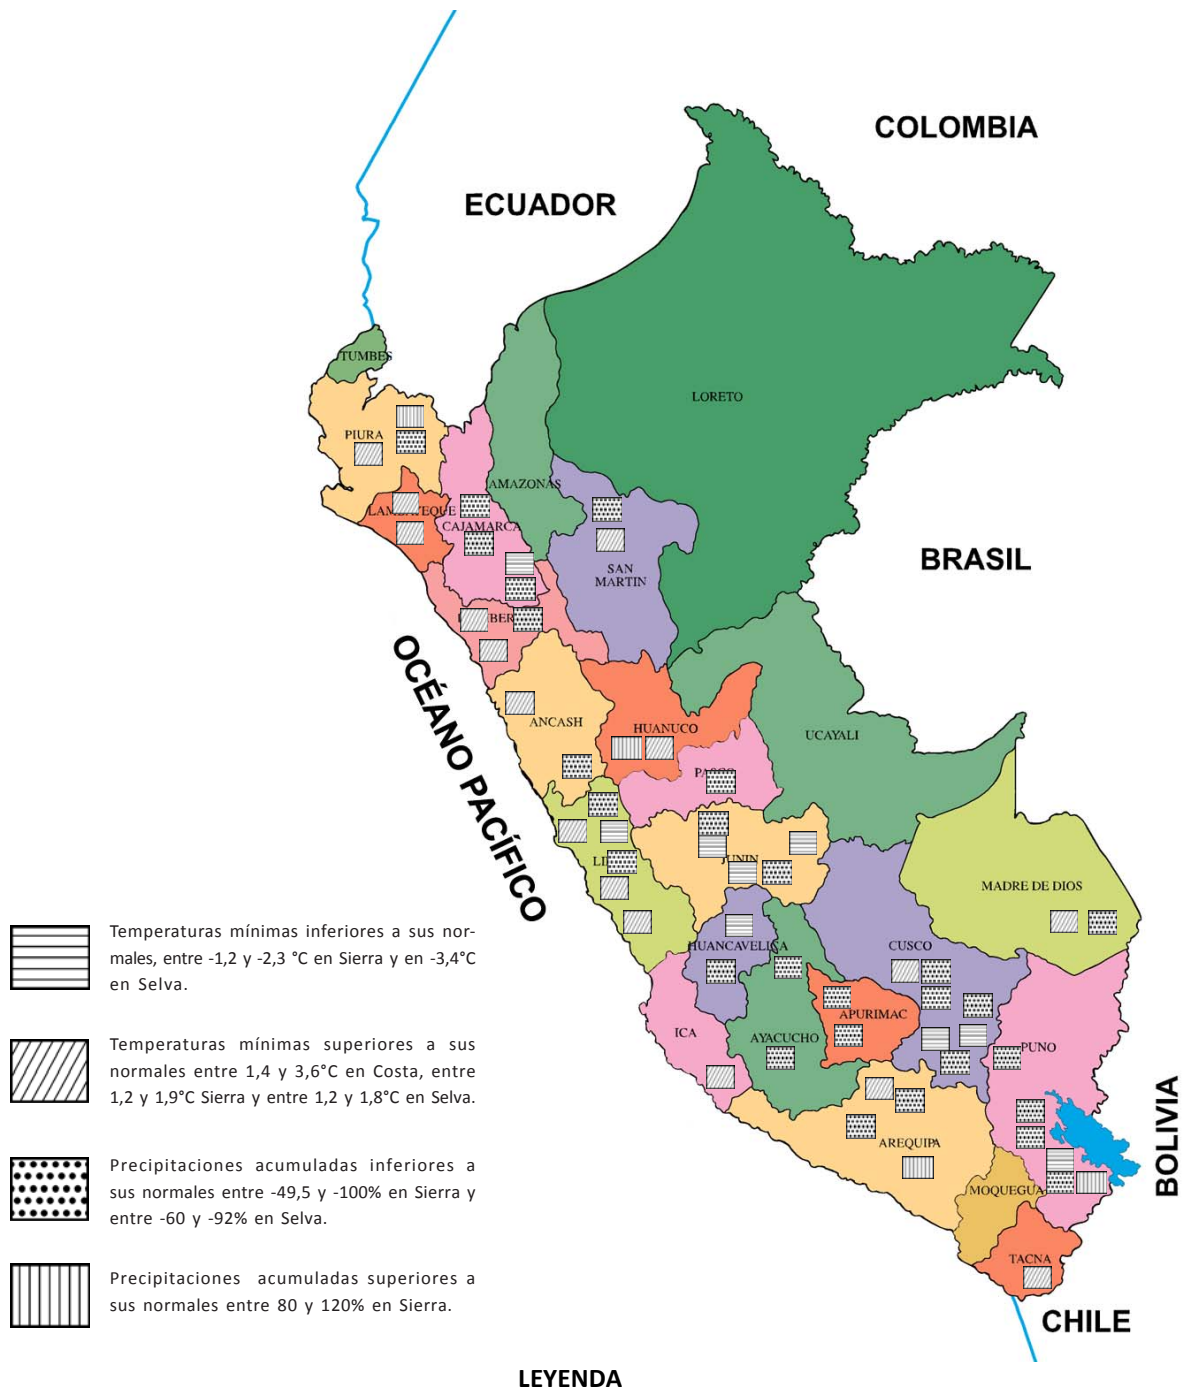 COLOMBIA
ECUADOR
TUMBES
LORETO
PIURA
AMAZONAS
CAJAMARCA
BRASIL
SAN
MARTIN
OCÉANO PACÍFICO
ANCASH
HUANUCO
UCAYALI
JUNIN
MADRE DE DIOS
HUANCAVELICA
CUSCO
ICA
AYACUCHO
APURIMAC
PUNO
AREQUIPA
MOQUEGUA
TACNA
BOLIVIA
CHILE
Temperaturas mínimas inferiores a sus nor-
males, entre -1,2 y -2,3 °C en Sierra y en -3,4°C
en Selva.
Temperaturas mínimas superiores a sus
normales entre 1,4 y 3,6°C en Costa, entre
1,2 y 1,9°C Sierra y entre 1,2 y 1,8°C en Selva.
Precipitaciones acumuladas inferiores a
sus normales entre -49,5 y -100% en Sierra y
entre -60 y -92% en Selva.
Precipitaciones acumuladas superiores a
sus normales entre 80 y 120% en Sierra.
LEYENDA